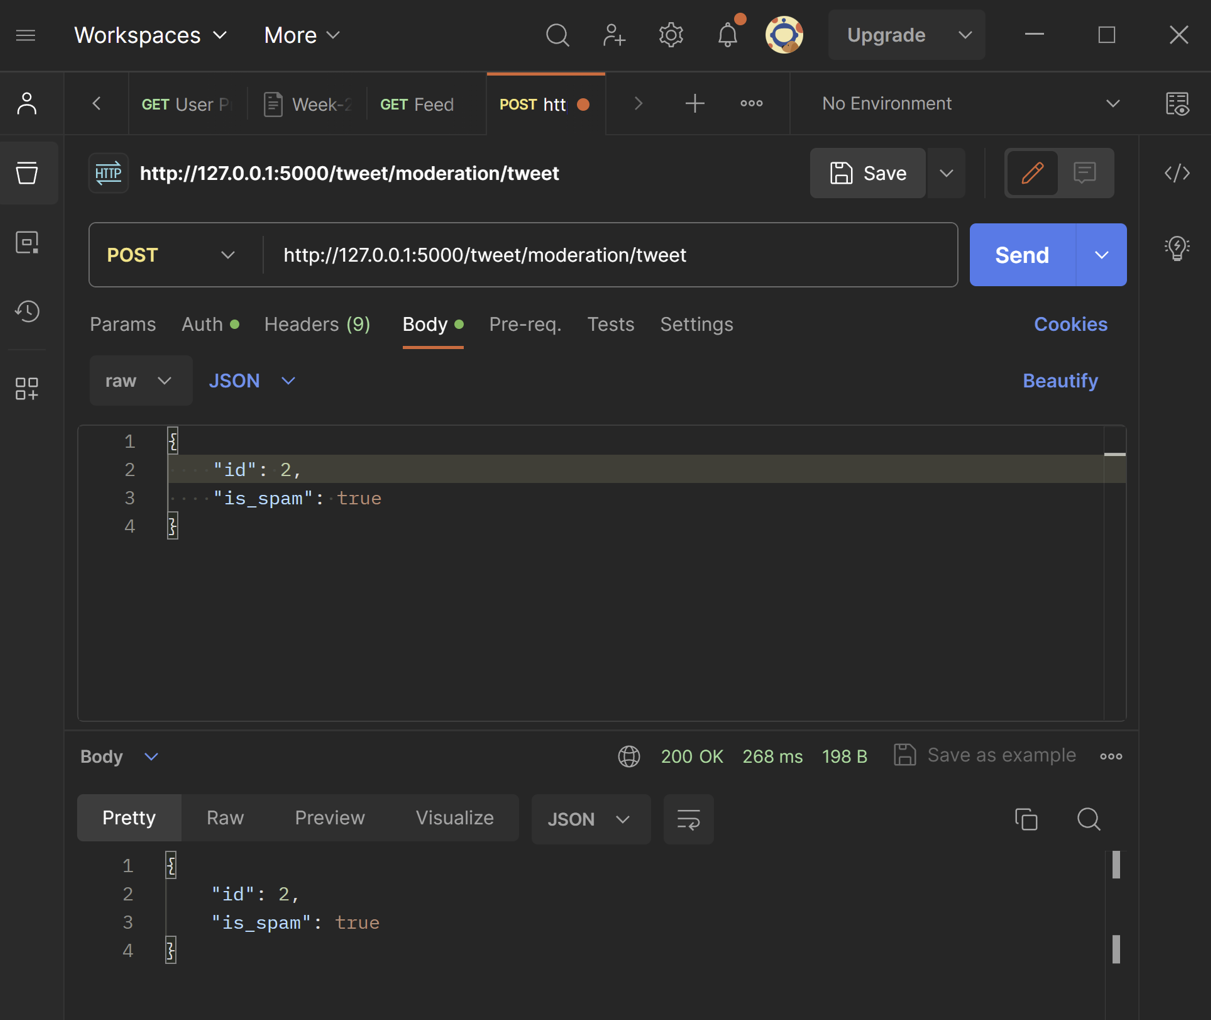 Workspaces More Upgrade
GET User P Week-2 GET Feed POST htt No Environment
HTTP http://127.0.0.1:5000/tweet/moderation/tweet Save
POST http://127.0.0.1:5000/tweet/moderation/tweet Send
Params Auth Headers (9) Body Pre-req. Tests Settings Cookies
raw JSON Beautify
1 {
2 "id": 2,
3 "is_spam": true
4 }
Body 200 OK 268 ms 198 B Save as example
Pretty Raw Preview Visualize JSON
1 {
2 "id": 2,
3 "is_spam": true
4 }